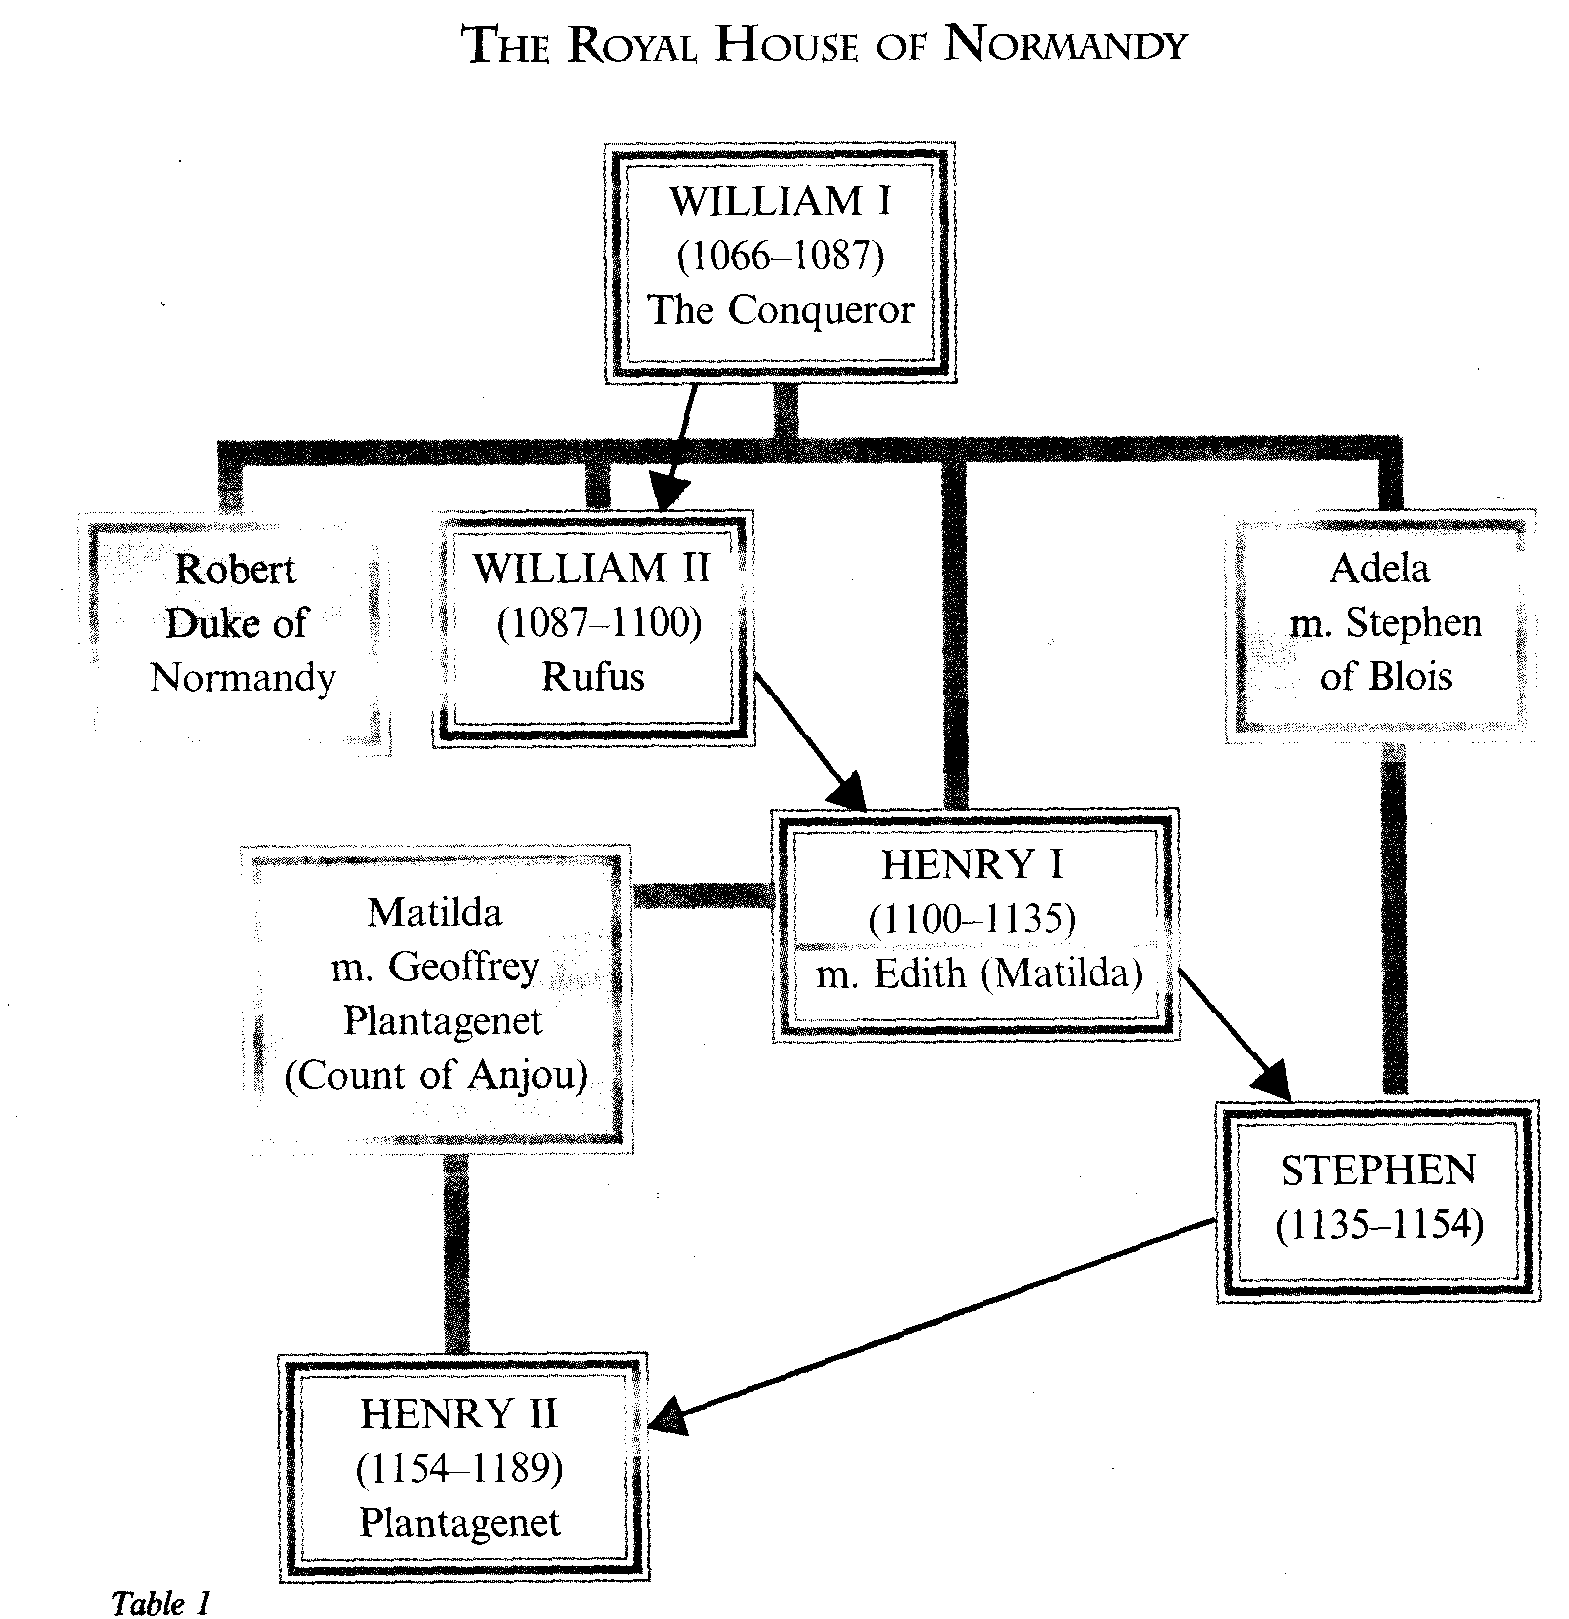 THE ROYAL HOUSE OF NORMANDY
WILLIAM I
(1066–1087)
The Conqueror
Robert
Duke of
Normandy
WILLIAM II
(1087–1100)
Rufus
Adela
m. Stephen
of Blois
Matilda
m. Geoffrey
Plantagenet
(Count of Anjou)
HENRY I
(1100–1135)
m. Edith (Matilda)
STEPHEN
(1135–1154)
HENRY II
(1154–1189)
Plantagenet
Table 1